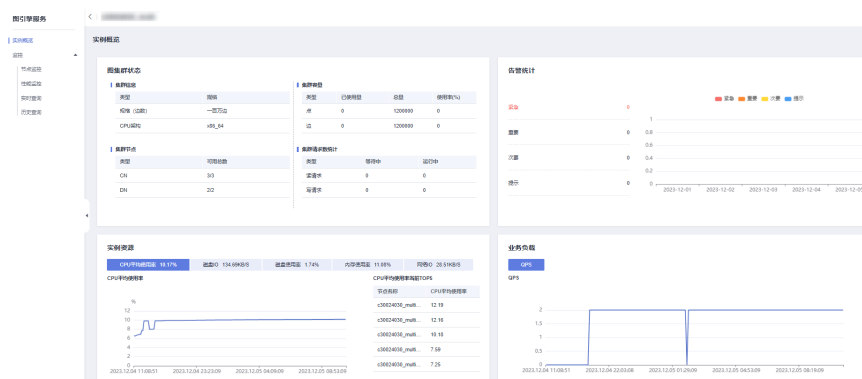 图引擎服务
实例概览
监控
节点监控
性能监控
实时查询
历史查询
实例概览
图集群状态
集群信息
类型 规格
规格（边数） 一百万边
CPU架构 x86_64
集群容量
类型 已使用量 总量 使用率(%)
点 0 1200000 0
边 0 1200000 0
集群节点
类型 可用/总数
CN 3/3
DN 2/2
集群请求数统计
类型 等待中 运行中
读请求 0 0
写请求 0 0
告警统计
紧急 0
重要 0
次要 0
提示 0
紧急 重要 次要 提示
1
0.8
0.6
0.4
0.2
0
2023-12-01 2023-12-02 2023-12-03 2023-12-04 2023-12-05
实例资源
CPU平均使用率 10.17% 磁盘IO 134.69KB/S 磁盘使用率 1.74% 内存使用率 11.08% 网络IO 28.51KB/S
CPU平均使用率
%
12
10
8
6
4
2
0
2023.12.04 11:08:51 2023.12.04 23:23:09 2023.12.05 04:09:09 2023.12.05 08:53:09
CPU平均使用率当前TOP5
节点名称 CPU平均使用率
c30024030_multi... 12.19
c30024030_multi... 12.16
c30024030_multi... 10.10
c30024030_multi... 7.59
c30024030_multi... 7.25
业务负载
QPS
QPS
2
1.5
1
0.5
0
2023.12.04 11:08:51 2023.12.04 22:03:08 2023.12.05 01:29:09 2023.12.05 04:53:09 2023.12.05 08:19:09